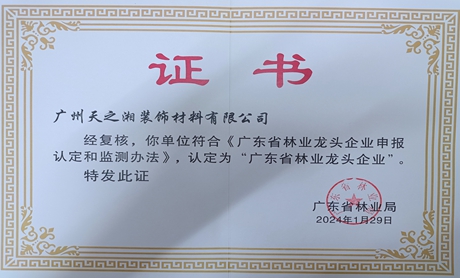 证书
广州天之湘装饰材料有限公司
经复核，你单位符合《广东省林业龙头企业申报
认定和监测办法》，认定为“广东省林业龙头企业”。
特发此证
广东省林业局
2024年1月29日